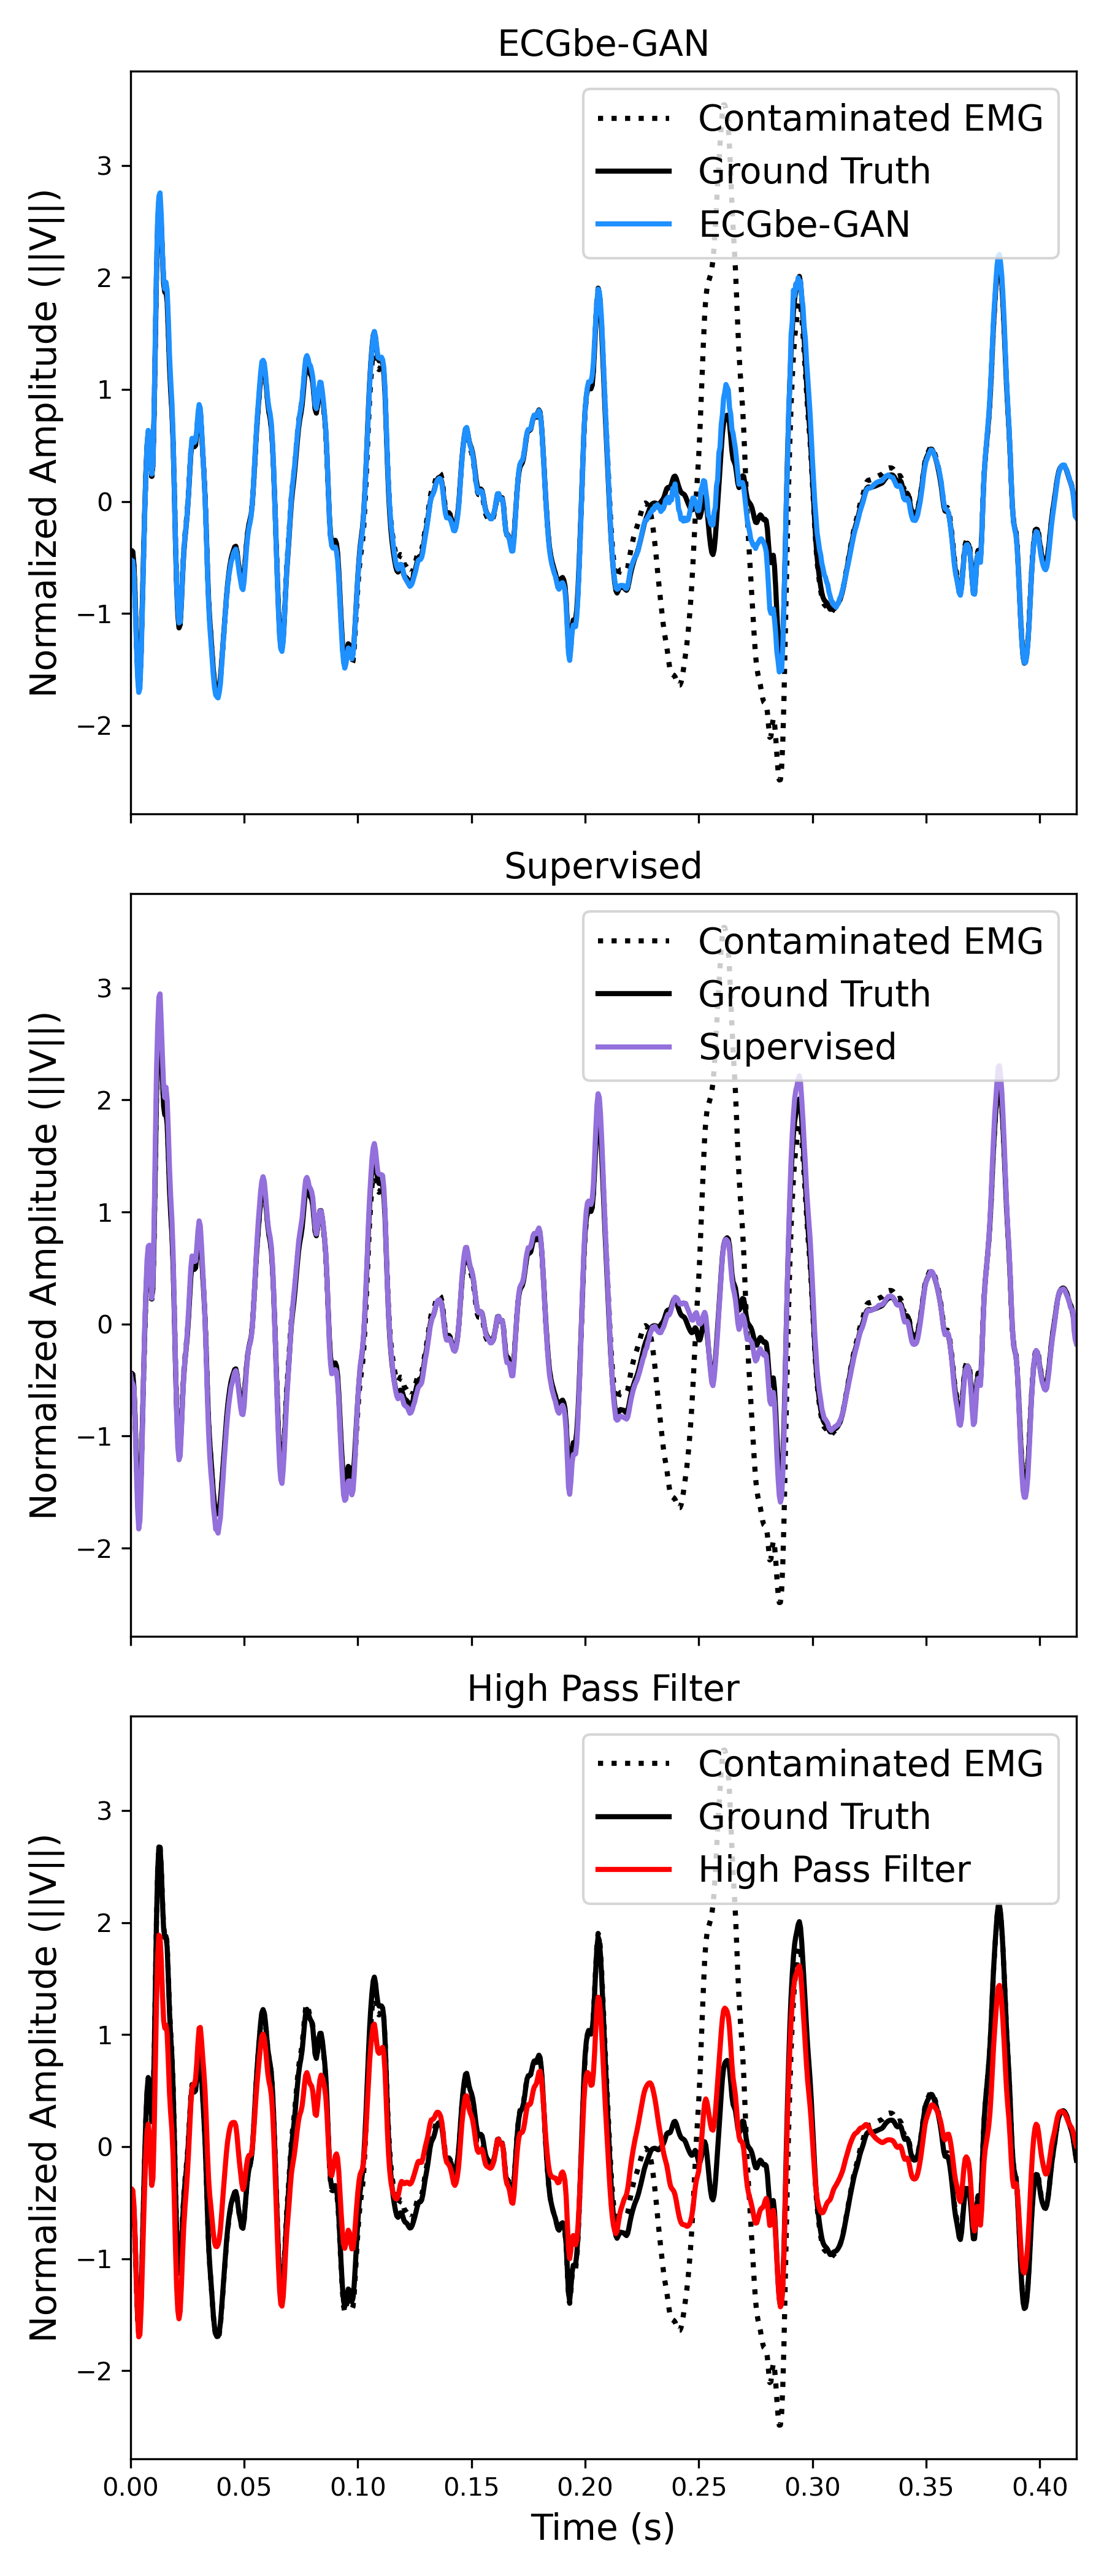 ECGbe-GAN
Normalized Amplitude (||V||)
3
2
1
0
−1
−2
Contaminated EMG
Ground Truth
ECGbe-GAN
Supervised
Normalized Amplitude (||V||)
3
2
1
0
−1
−2
Contaminated EMG
Ground Truth
Supervised
High Pass Filter
Normalized Amplitude (||V||)
3
2
1
0
−1
−2
Contaminated EMG
Ground Truth
High Pass Filter
0.00 0.05 0.10 0.15 0.20 0.25 0.30 0.35 0.40
Time (s)